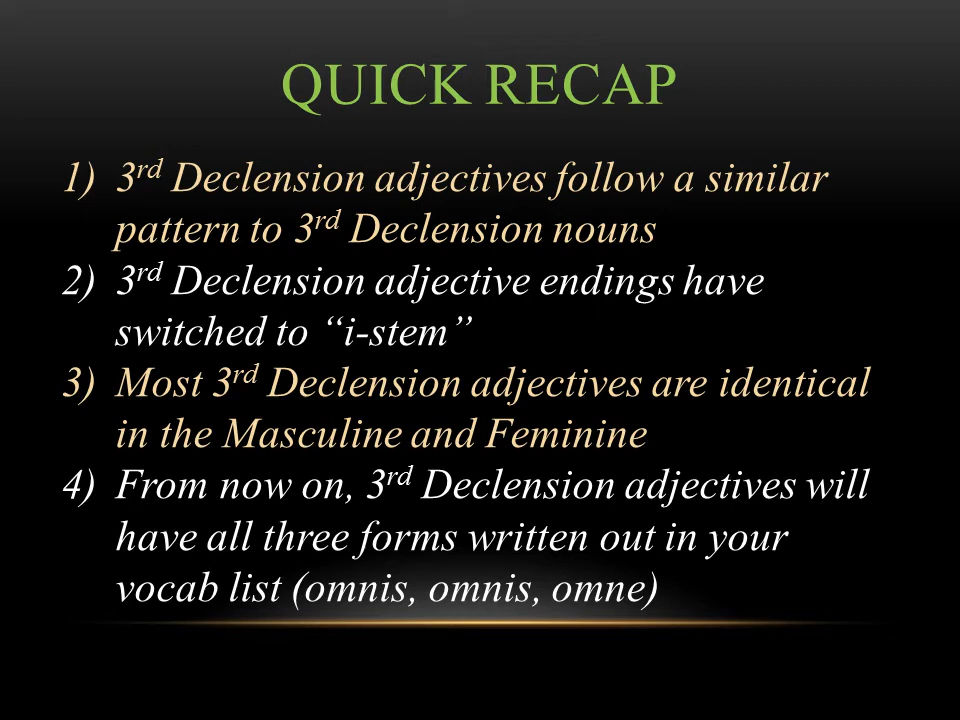 QUICK RECAP
1) 3rd Declension adjectives follow a similar
pattern to 3rd Declension nouns
2) 3rd Declension adjective endings have
switched to “i-stem”
3) Most 3rd Declension adjectives are identical
in the Masculine and Feminine
4) From now on, 3rd Declension adjectives will
have all three forms written out in your
vocab list (omnis, omnis, omne)